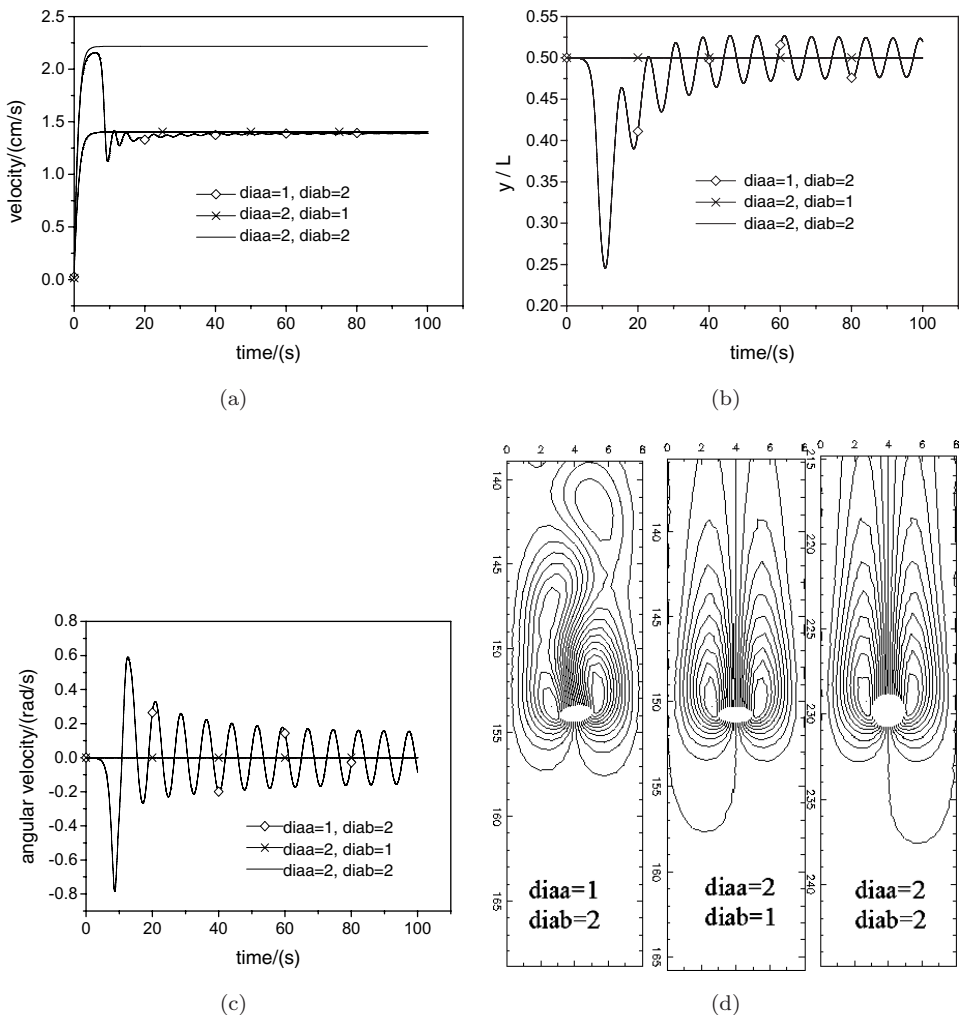 2.5
2.0
1.5
1.0
0.5
0.0
velocity/(cm/s)
diaa=1, diab=2
diaa=2, diab=1
diaa=2, diab=2
0 20 40 60 80 100
time/(s)
(a)
0.55
0.50
0.45
0.40
0.35
0.30
0.25
0.20
y / L
diaa=1, diab=2
diaa=2, diab=1
diaa=2, diab=2
0 20 40 60 80 100
time/(s)
(b)
0.8
0.6
0.4
0.2
0.0
-0.2
-0.4
-0.6
-0.8
angular velocity/(rad/s)
diaa=1, diab=2
diaa=2, diab=1
diaa=2, diab=2
0 20 40 60 80 100
time/(s)
(c)
0 2 4 6 8
140
145
150
155
160
165
diaa=1
diab=2
0 2 4 6 8
140
145
150
155
160
165
diaa=2
diab=1
0 2 4 6 8
215
220
225
230
235
240
diaa=2
diab=2
(d)